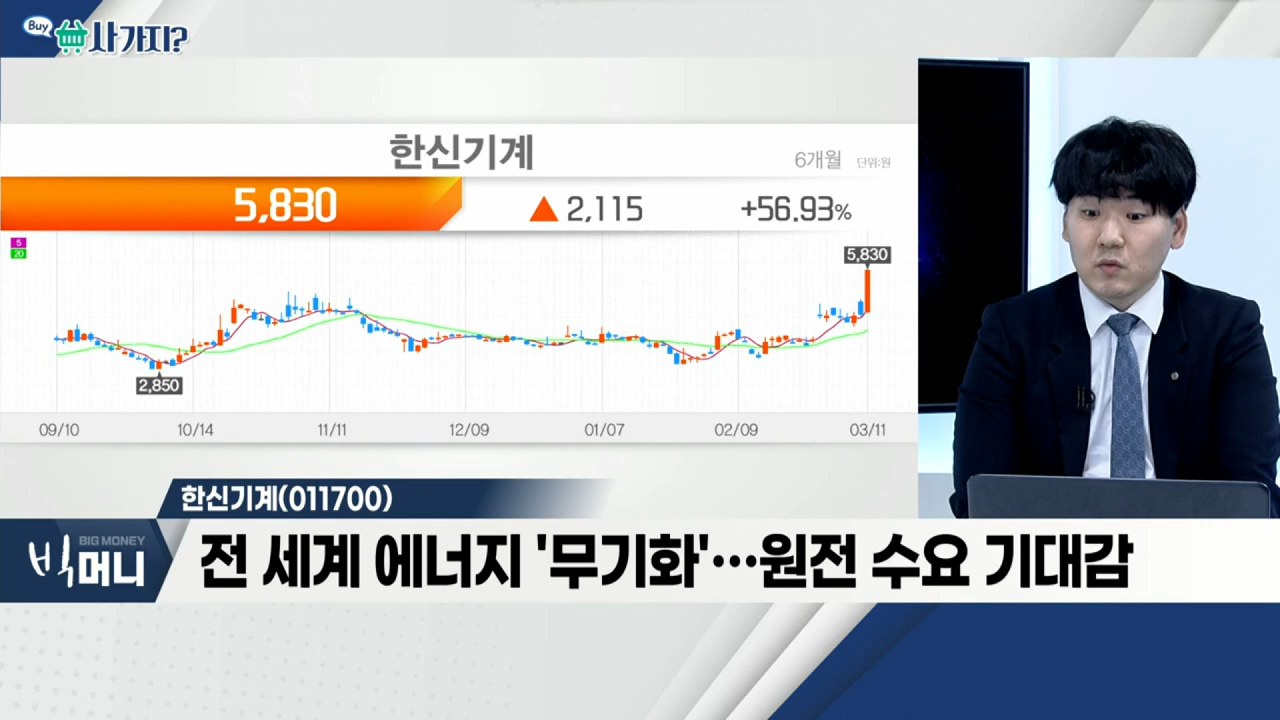 Buy
사가지?
한신기계
6개월 단위:원
5,830 ▲ 2,115 +56.93%
5
20
5,830
2,850
09/10 10/14 11/11 12/09 01/07 02/09 03/11
한신기계(011700)
BIG MONEY
빅머니
전 세계 에너지 '무기화'…원전 수요 기대감